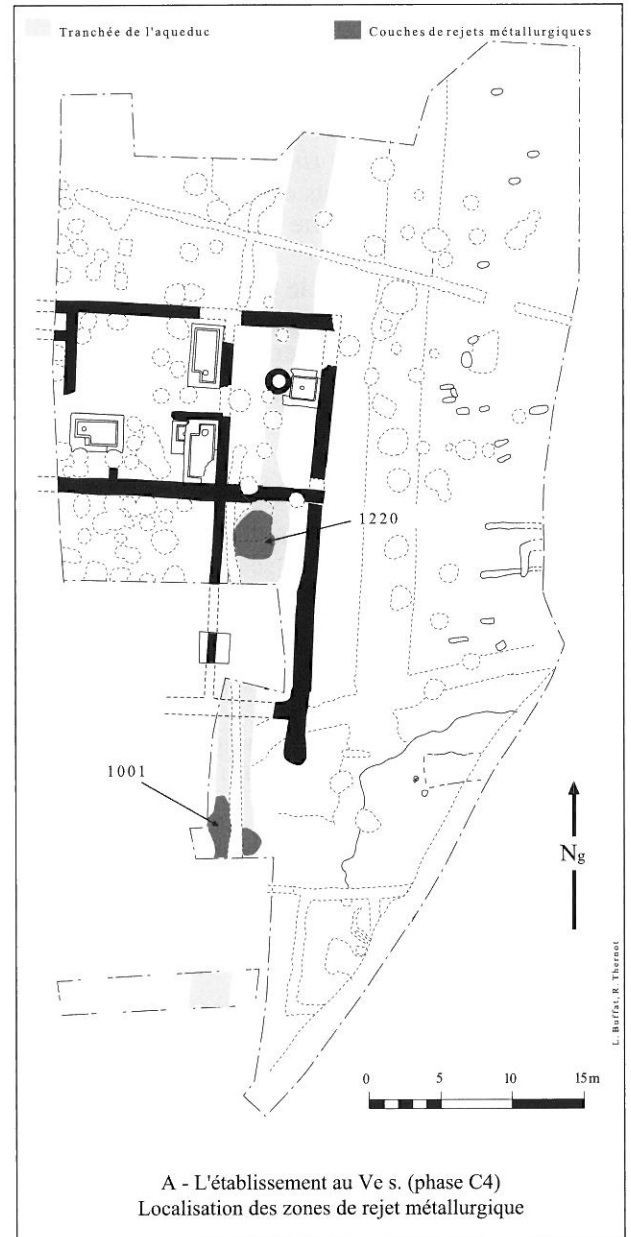 Tranchée de l'aqueduc
Couches de rejets métallurgiques
1220
1001
Ng
L. Buffat, R. Thernot
0 5 10 15m
A - L'établissement au Ve s. (phase C4)
Localisation des zones de rejet métallurgique